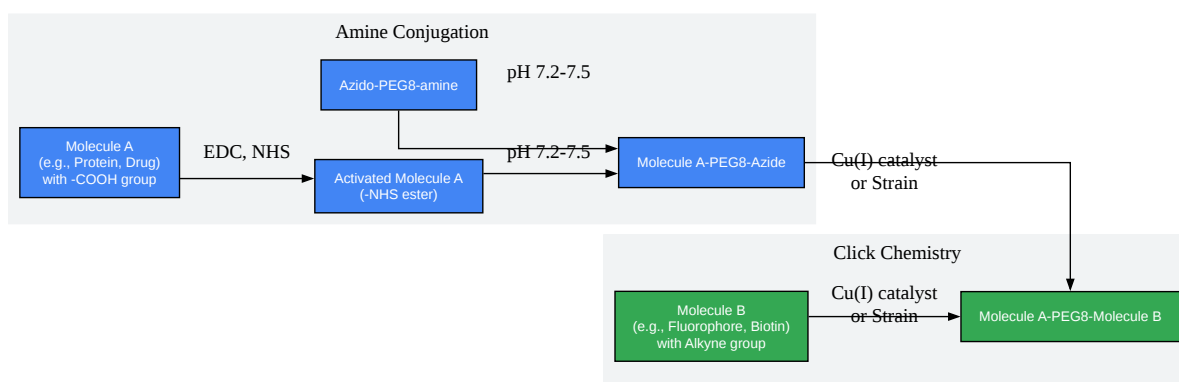 Amine Conjugation
Azido-PEG8-amine
pH 7.2-7.5
Molecule A
(e.g., Protein, Drug)
with -COOH group
EDC, NHS
Activated Molecule A
(-NHS ester)
pH 7.2-7.5
Molecule A-PEG8-Azide
Cu(I) catalyst
or Strain
Click Chemistry
Molecule B
(e.g., Fluorophore, Biotin)
with Alkyne group
Cu(I) catalyst
or Strain
Molecule A-PEG8-Molecule B